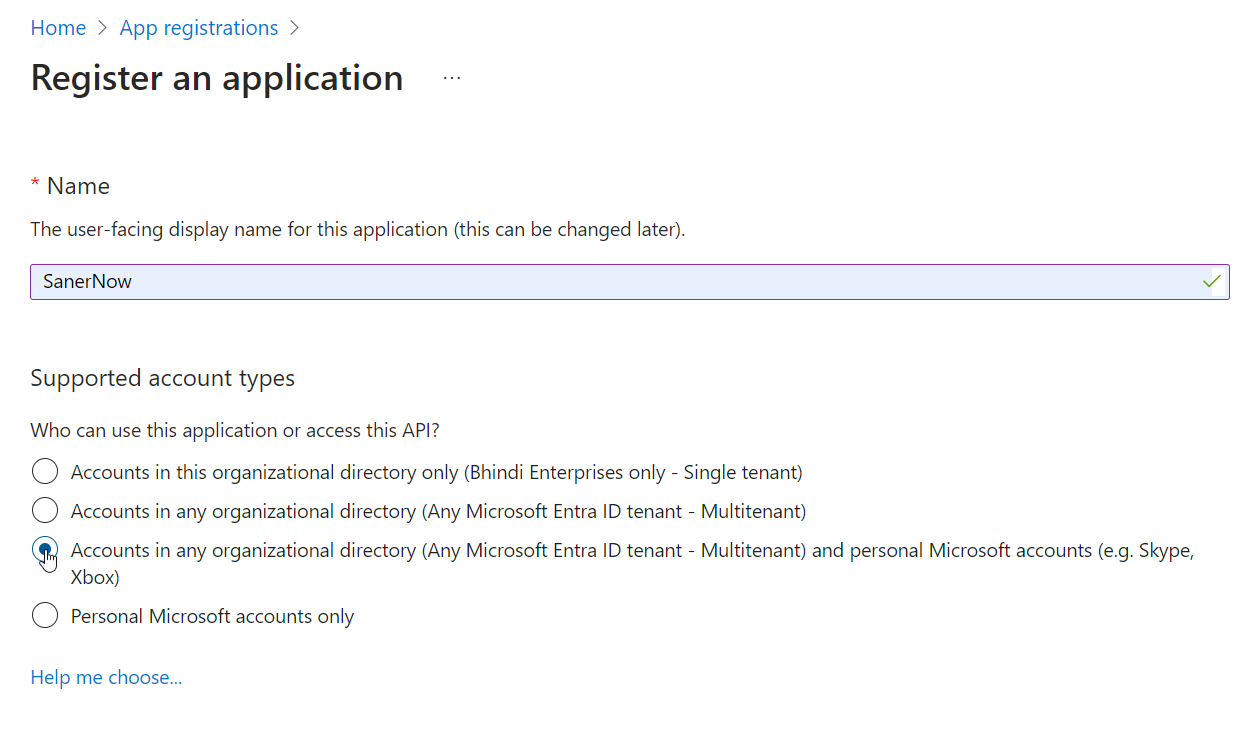 Home > App registrations >
Register an application ...
* Name
The user-facing display name for this application (this can be changed later).
SanerNow
Supported account types
Who can use this application or access this API?
Accounts in this organizational directory only (Bhindi Enterprises only - Single tenant)
Accounts in any organizational directory (Any Microsoft Entra ID tenant - Multitenant)
Accounts in any organizational directory (Any Microsoft Entra ID tenant - Multitenant) and personal Microsoft accounts (e.g. Skype,
Xbox)
Personal Microsoft accounts only
Help me choose...